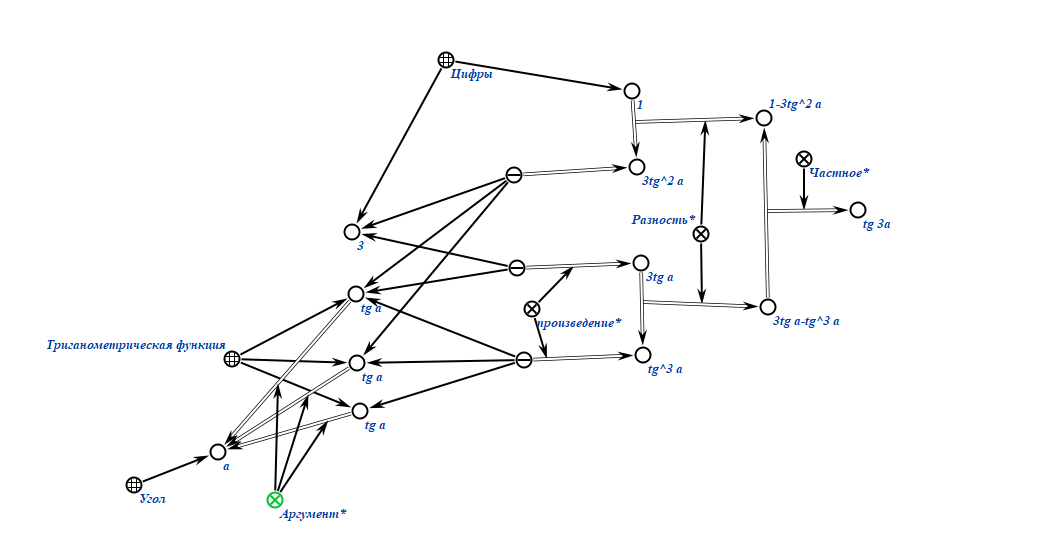 Цифры
1
1-3tg^2 a
Частное*
3tg^2 a
Разность*
tg 3a
3
3tg a
tg a
произведение*
3tg a-tg^3 a
Триганометрическая функция
tg a
tg^3 a
tg a
a
Угол
Аргумент*